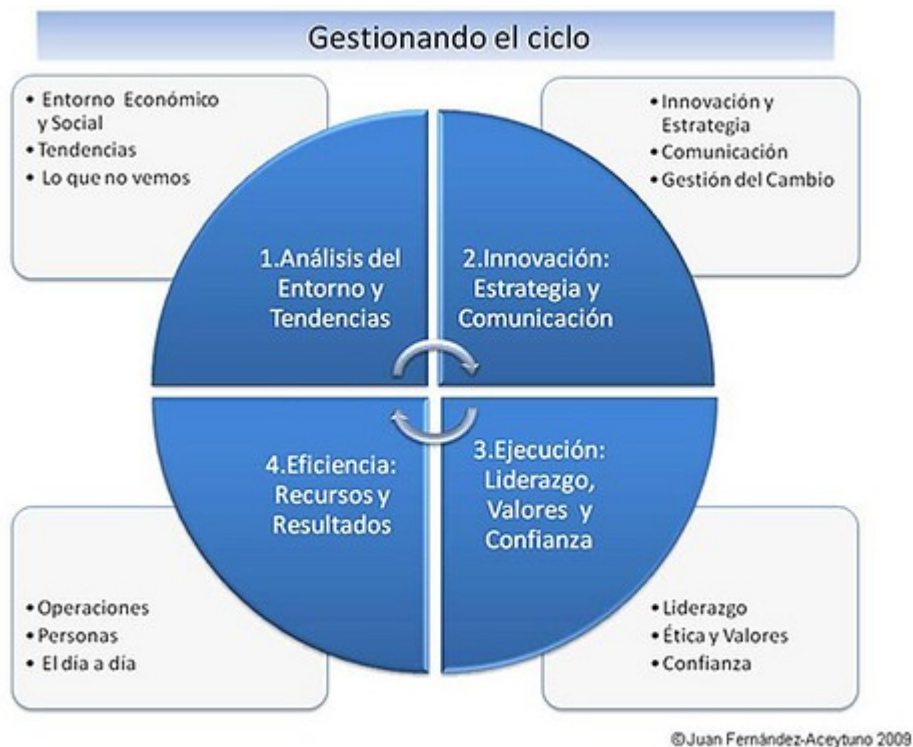 Gestionando el ciclo
• Entorno Económico
y Social
• Tendencias
• Lo que no vemos
• Innovación y
Estrategia
• Comunicación
• Gestión del Cambio
1.Análisis del
Entorno y
Tendencias
2.Innovación:
Estrategia y
Comunicación
4.Eficiencia:
Recursos y
Resultados
3.Ejecución:
Liderazgo,
Valores y
Confianza
• Operaciones
• Personas
• El día a día
• Liderazgo
• Ética y Valores
• Confianza
©Juan Fernández-Aceytuno 2009